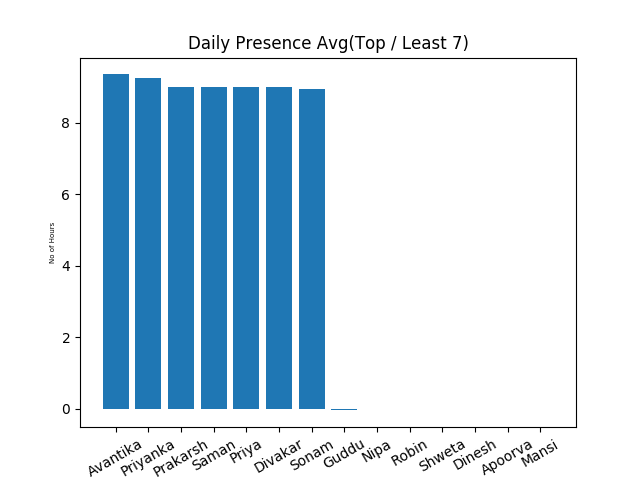 Daily Presence Avg(Top / Least 7)
No of Hours
8
6
4
2
0
Avantika
Priyanka
Prakarsh
Saman
Priya
Divakar
Sonam
Guddu
Nipa
Robin
Shweta
Dinesh
Apoorva
Mansi